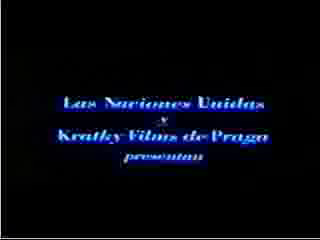 Las Naciones Unidas
y
Kratky Films de Praga
presentan